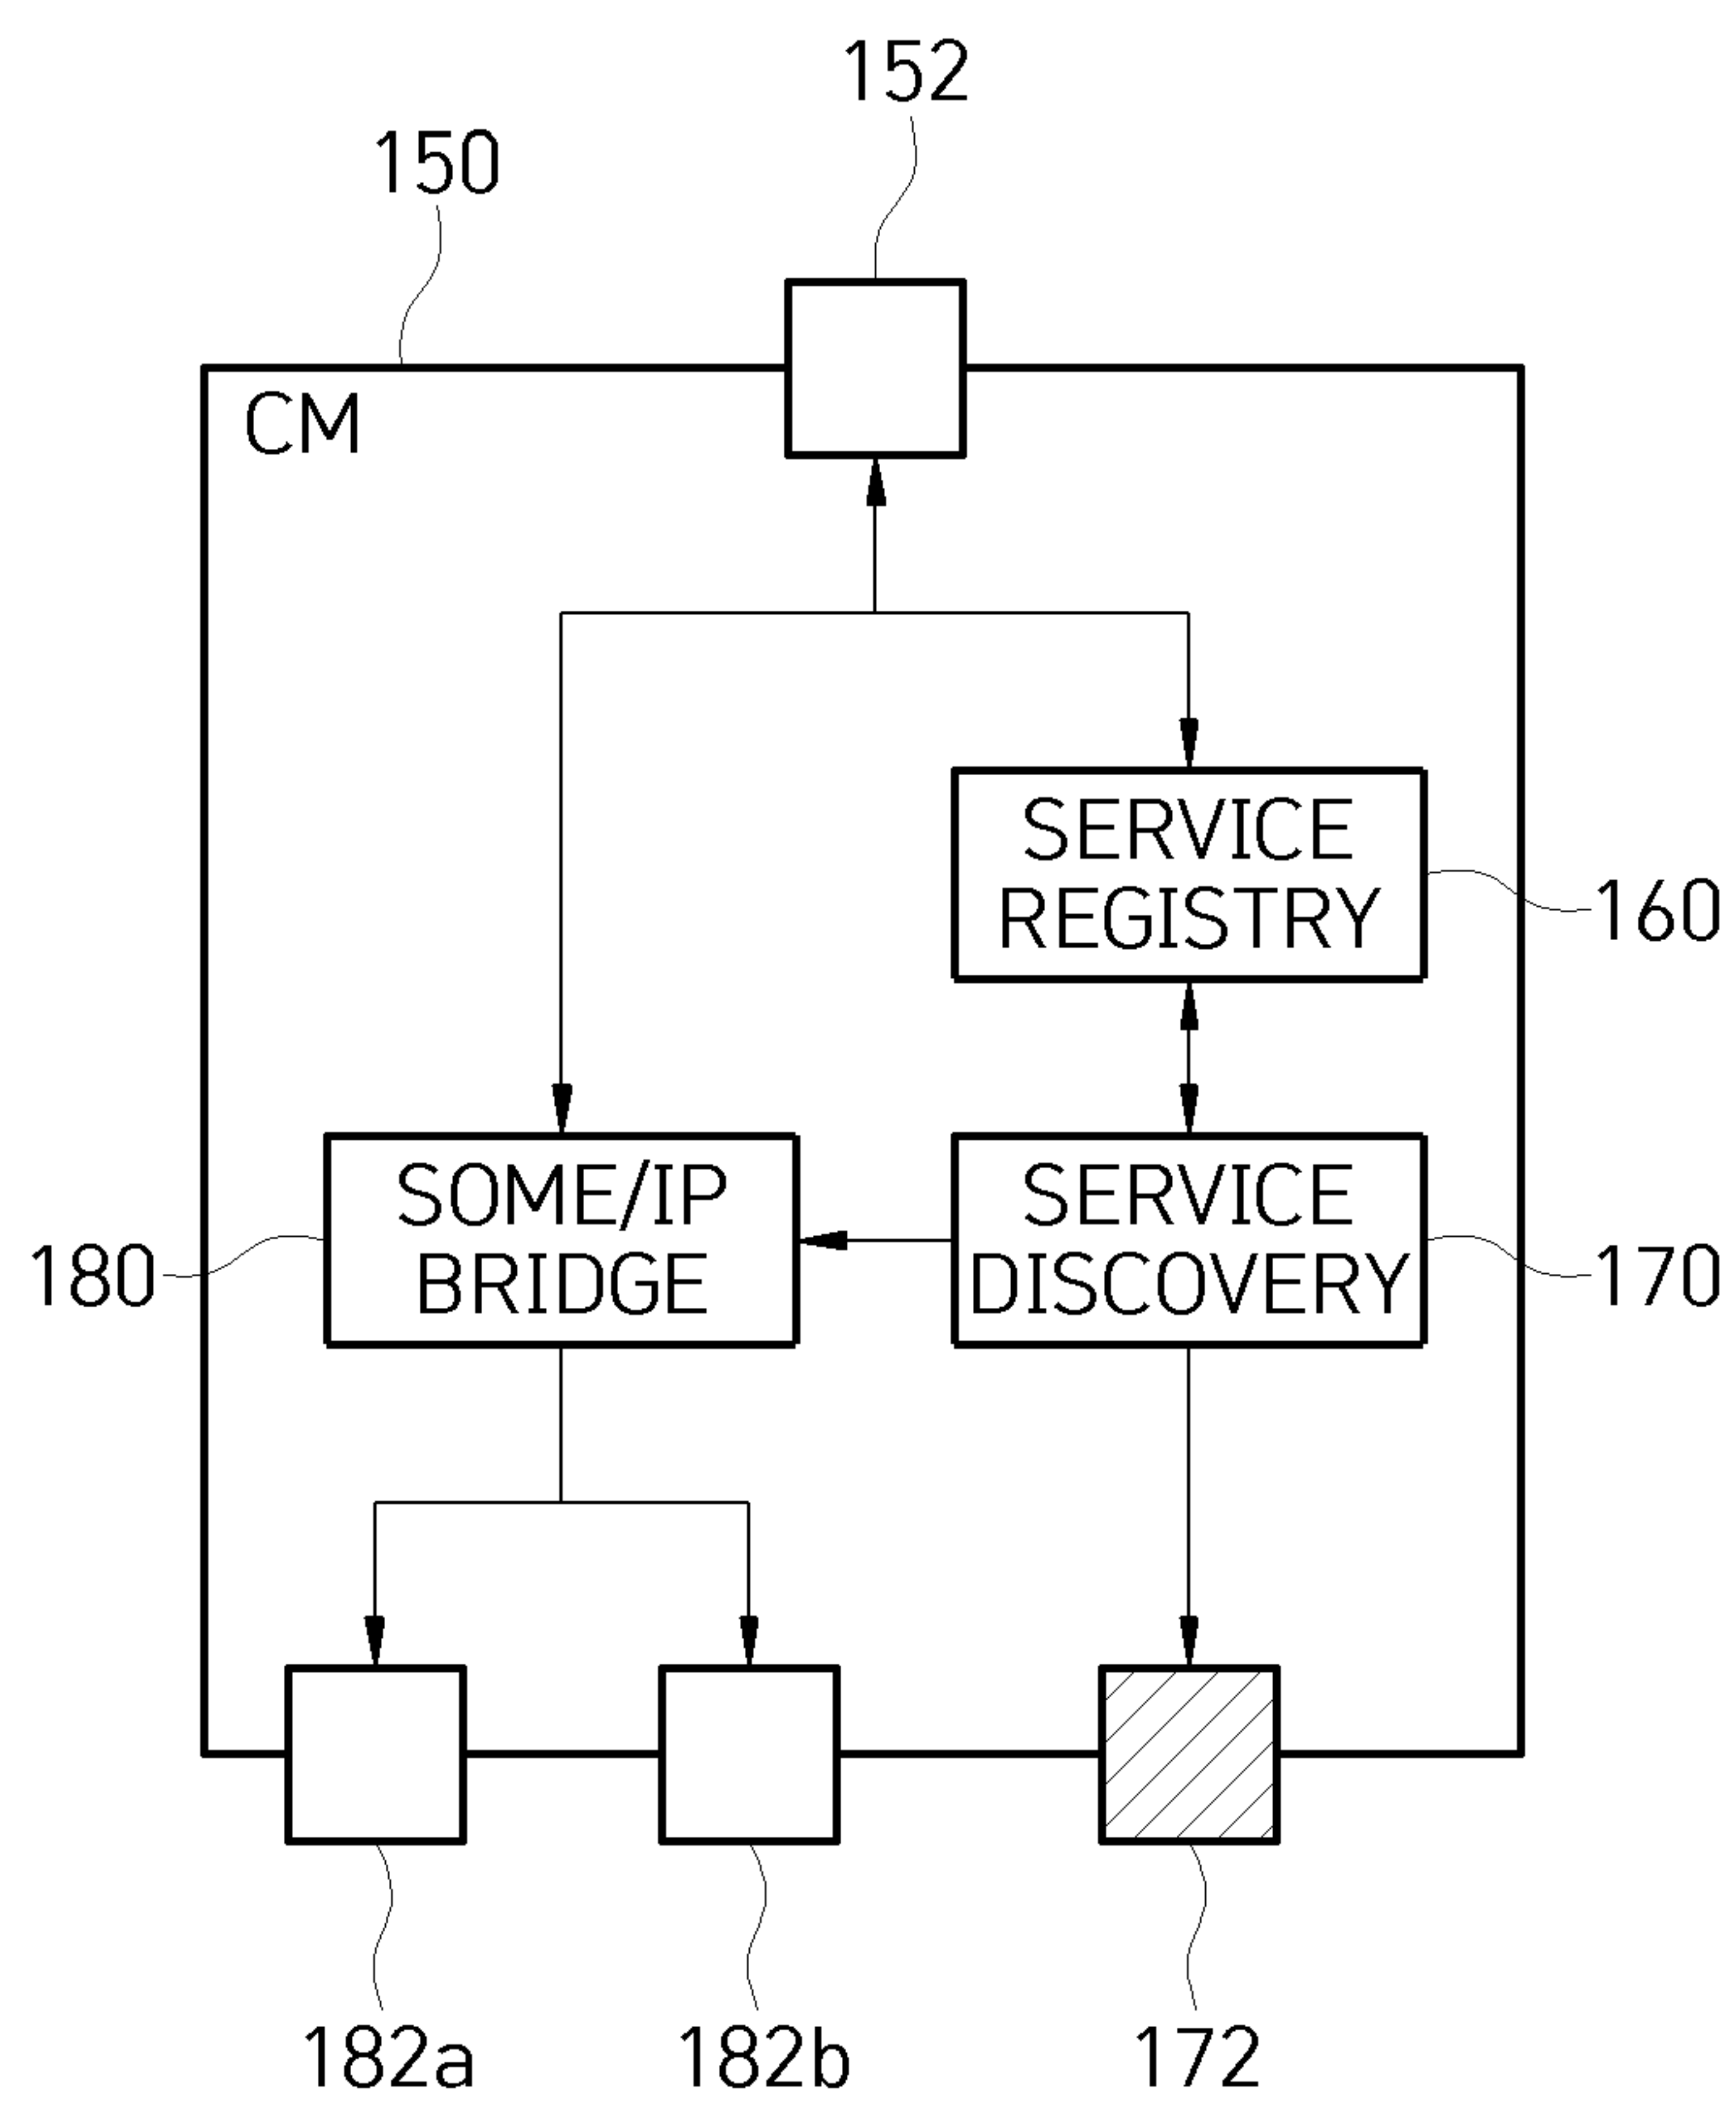 152
150
CM
SERVICE
REGISTRY
160
SOME/IP
BRIDGE
180
SERVICE
DISCOVERY
170
182a
182b
172